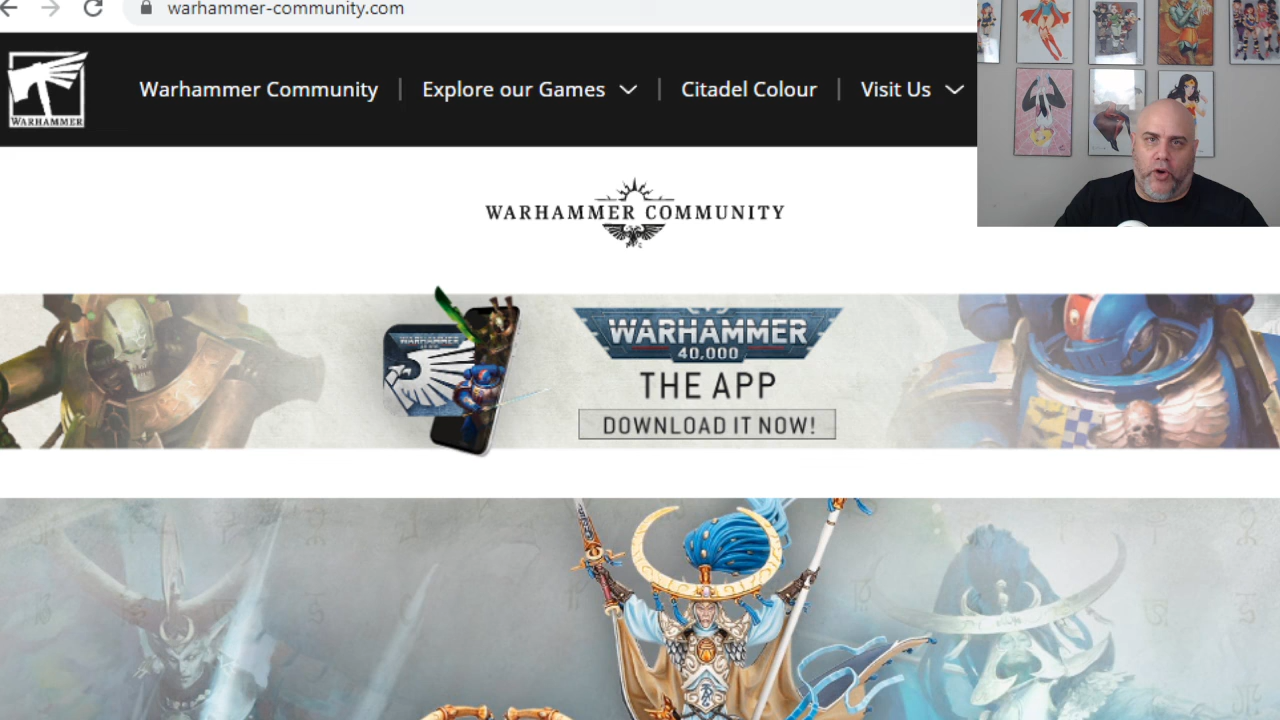 warhammer-community.com
Warhammer Community | Explore our Games | Citadel Colour | Visit Us
WARHAMMER
WARHAMMER COMMUNITY
WARHAMMER
40,000
THE APP
DOWNLOAD IT NOW!
WARHAMMER